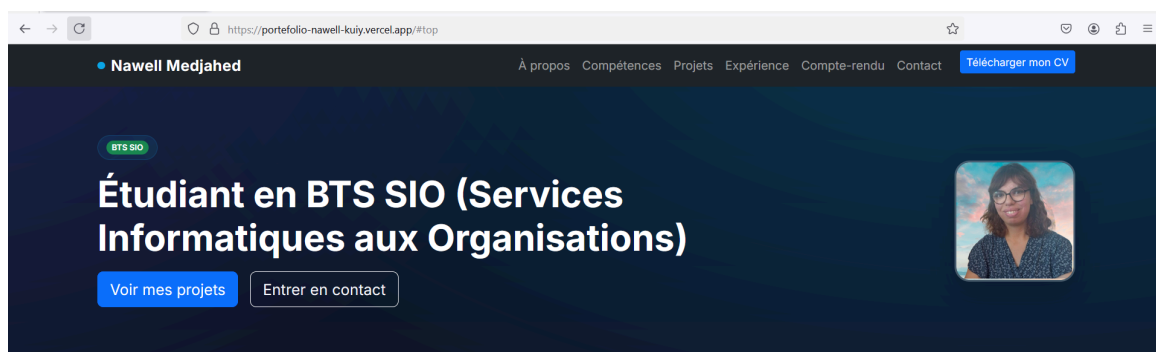 https://portefolio-nawell-kuiy.vercel.app/#top
Nawell Medjahed
À propos Compétences Projets Expérience Compte-rendu Contact Télécharger mon CV
BTS SIO
Étudiant en BTS SIO (Services
Informatiques aux Organisations)
Voir mes projets Entrer en contact